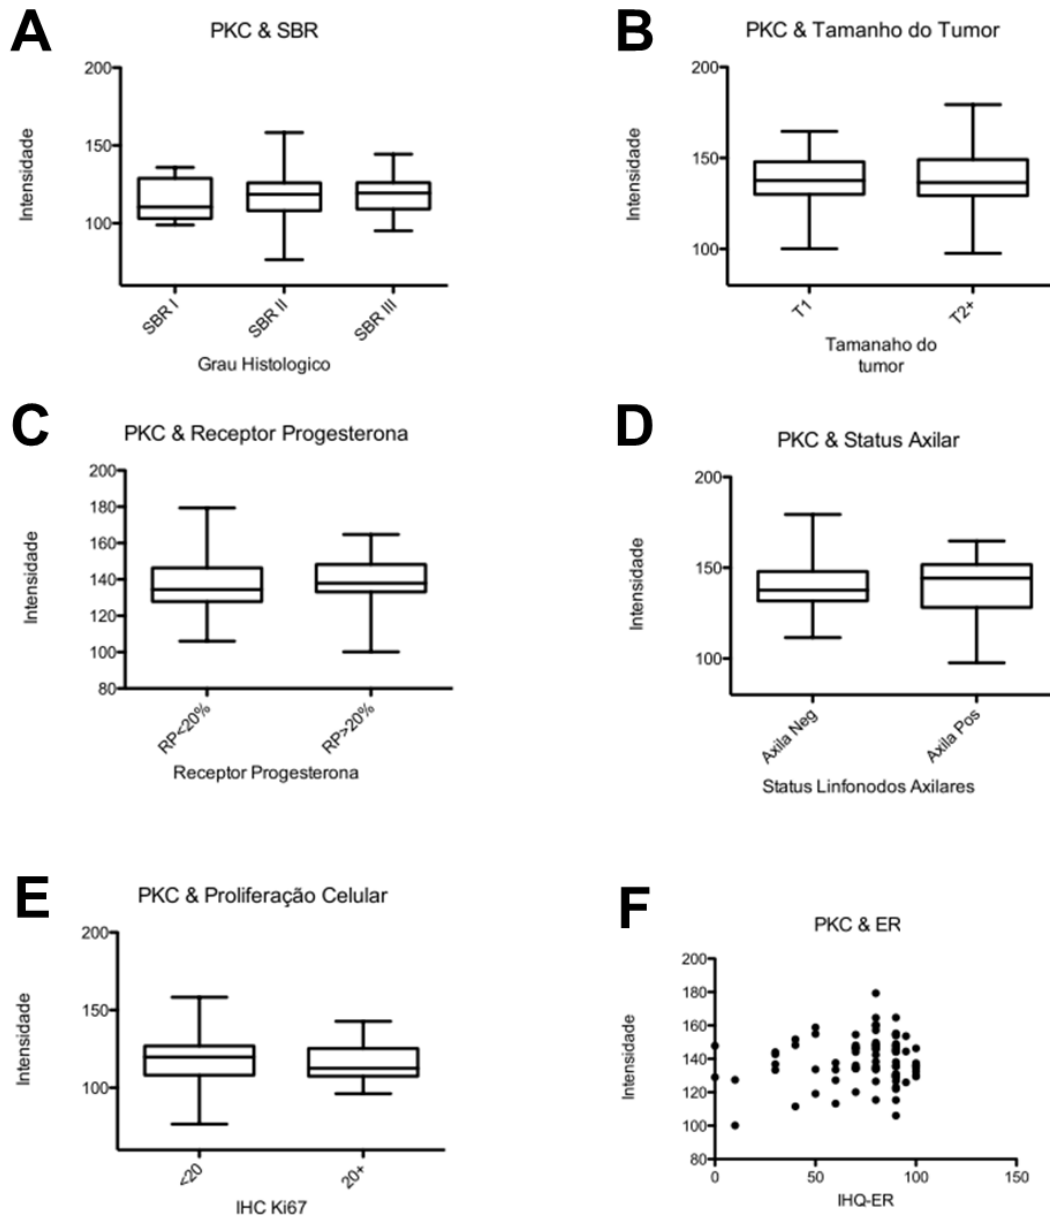 A
PKC & SBR
200
150
100
Intensidade
SBR I
SBR II
SBR III
Grau Histologico
B
PKC & Tamanho do Tumor
200
150
100
Intensidade
T1
T2+
Tamanaho do
tumor
C
PKC & Receptor Progesterona
200
180
160
140
120
100
80
Intensidade
RP<20%
RP>20%
Receptor Progesterona
D
PKC & Status Axilar
200
150
100
Intensidade
Axila Neg
Axila Pos
Status Linfonodos Axilares
E
PKC & Proliferação Celular
200
150
100
Intensidade
<20
20+
IHC Ki67
F
PKC & ER
200
180
160
140
120
100
80
Intensidade
0
50
100
150
IHQ-ER